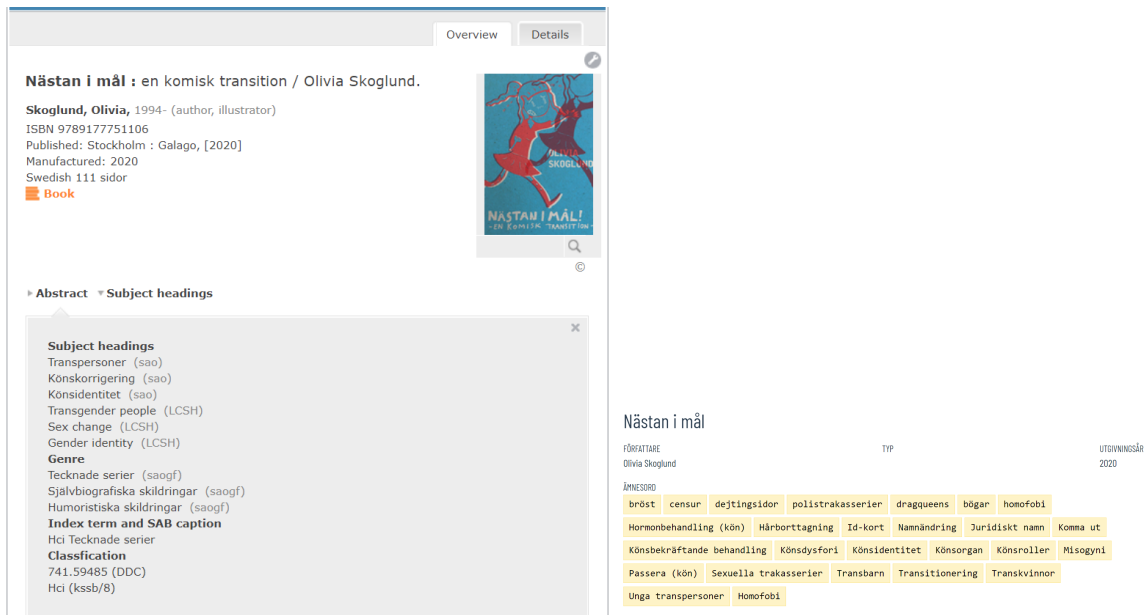 Overview Details
Nästan i mål : en komisk transition / Olivia Skoglund.
Skoglund, Olivia, 1994- (author, illustrator)
ISBN 9789177751106
Published: Stockholm : Galago, [2020]
Manufactured: 2020
Swedish 111 sidor
Book
OLIVIA
SKOGLUND
NÄSTAN I MÅL!
-EN KOMISK TRANSITION-
©
Abstract Subject headings
Subject headings
Transpersoner (sao)
Könskorrigering (sao)
Könsidentitet (sao)
Transgender people (LCSH)
Sex change (LCSH)
Gender identity (LCSH)
Genre
Tecknade serier (saogf)
Självbiografiska skildringar (saogf)
Humoristiska skildringar (saogf)
Index term and SAB caption
Hci Tecknade serier
Classfication
741.59485 (DDC)
Hci (kssb/8)
Nästan i mål
FÖRFATTARE TYP UTGIVNINGSÅR
Olivia Skoglund 2020
ÄMNESORD
bröst censur dejtingsidor polistrakasserier dragqueens bögar homofobi
Hormonbehandling (kön) Hårborttagning Id-kort Namnändring Juridiskt namn Komma ut
Könsbekräftande behandling Könsdysfori Könsidentitet Könsorgan Könsroller Misogyni
Passera (kön) Sexuella trakasserier Transbarn Transitionering Transkvinnor
Unga transpersoner Homofobi